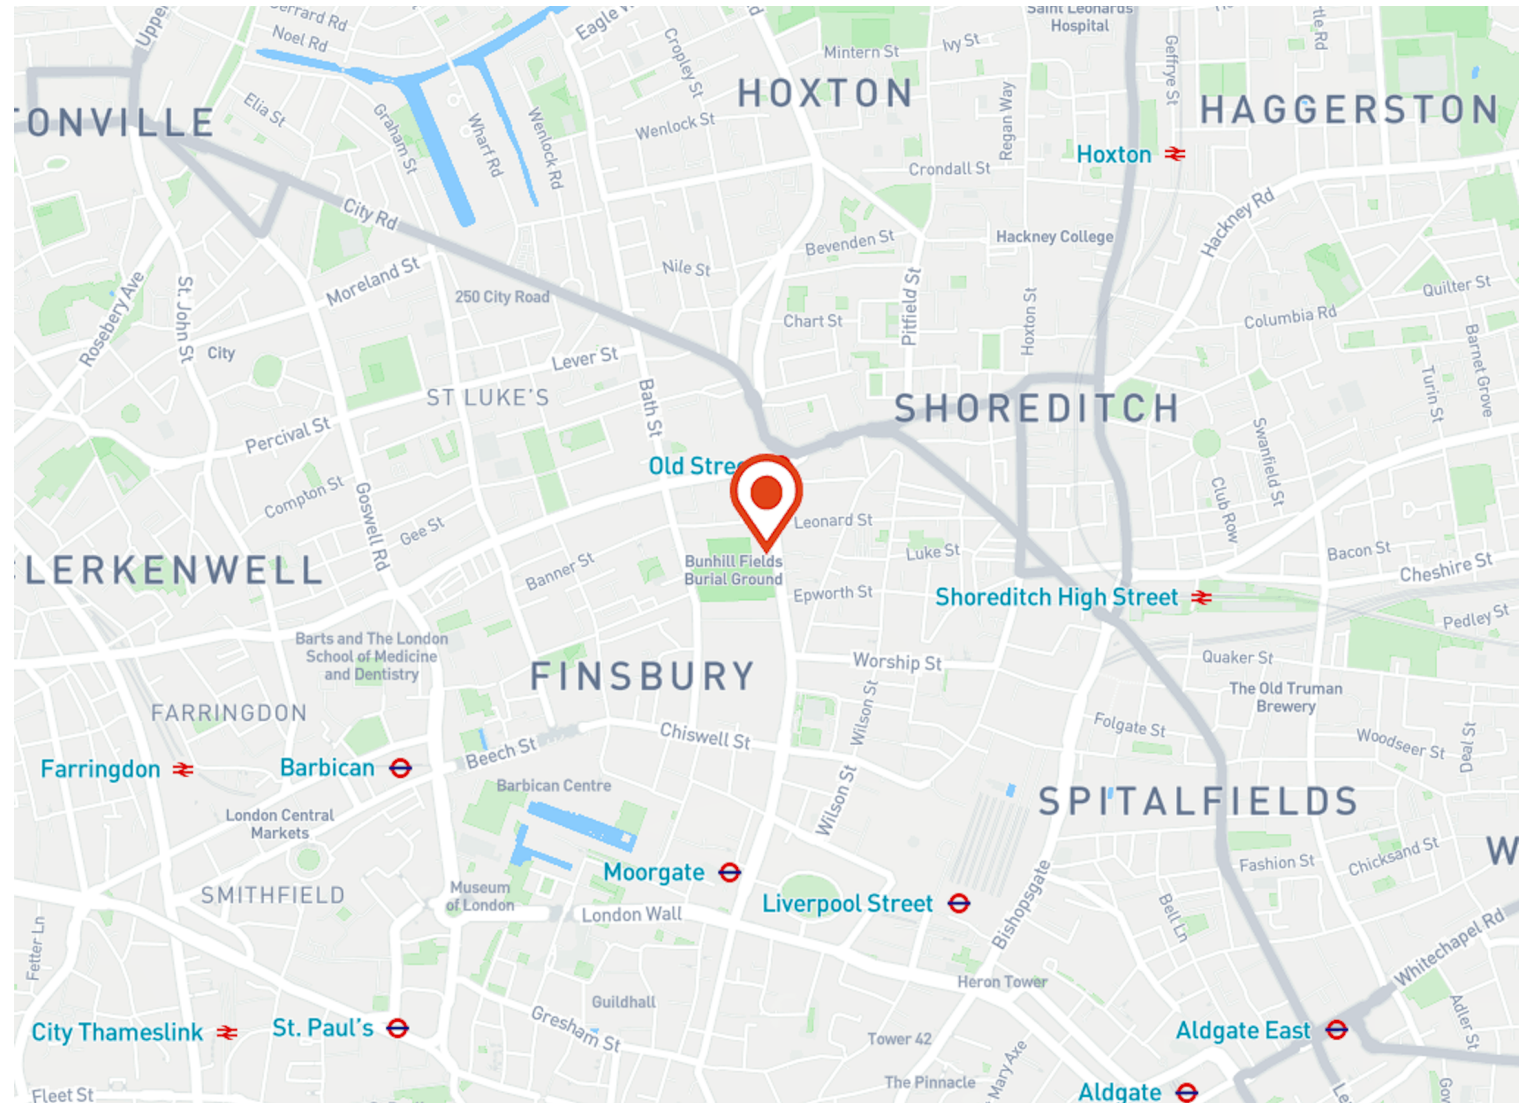 Gerrard Rd
Noel Rd
Upper
Eagle
Cropley St
Mintern St
Ivy St
Saint Leonards
Hospital
Geffrye St
HOXTON
HAGGERSTON
TONVILLE
Elia St
Graham St
Wharf Rd
Wenlock Rd
Wenlock St
Regan Way
Crondall St
Hoxton
City Rd
Hackney Rd
Bevenden St
Hackney College
Moreland St
Nile St
250 City Road
Pitfield St
Hoxton St
Quilter St
Rosebery Ave
St. John St
Chart St
Columbia Rd
City
Lever St
Barnet Grove
Turin St
ST LUKE'S
Bath St
SHOREDITCH
Percival St
Swanfield St
Old Stree
Compton St
Goswell Rd
Gee St
Leonard St
Club Row
Luke St
Bacon St
Cheshire St
CLERKENWELL
Banner St
Bunhill Fields
Burial Ground
Epworth St
Shoreditch High Street
Pedley St
Barts and The London
School of Medicine
and Dentistry
FINSBURY
Worship St
Quaker St
The Old Truman
Brewery
FARRINGDON
Wilson St
Folgate St
Chiswell St
Woodseer St
Deal St
Beech St
Farringdon
Barbican
Barbican Centre
Wilson St
SPITALFIELDS
London Central
Markets
Moorgate
Fashion St
Chicksand St
W
SMITHFIELD
Museum
of London
London Wall
Liverpool Street
Bishopsgate
Bell Ln
Whitechapel Rd
Fetter Ln
Heron Tower
Guildhall
Gresham St
Adler St
City Thameslink
St. Paul's
Tower 42
Aldgate East
The Pinnacle
Mary Axe
Aldgate
Fleet St